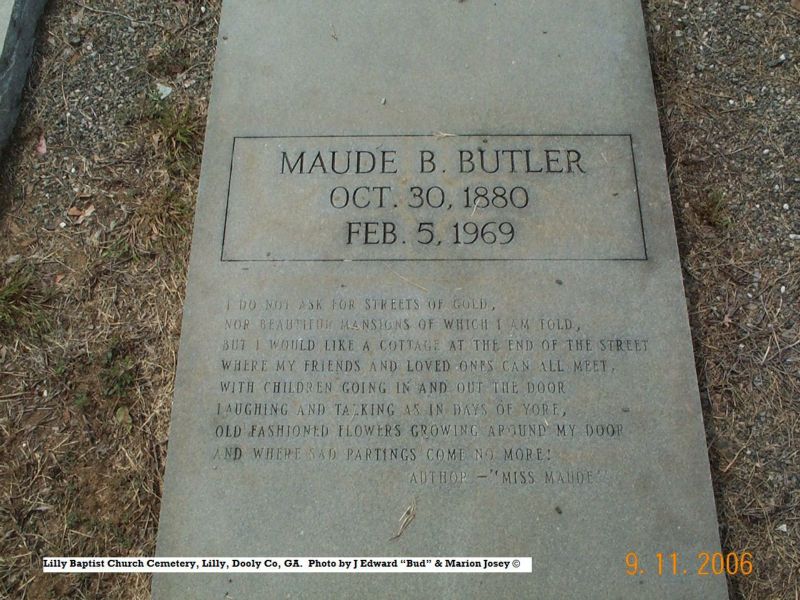 MAUDE B. BUTLER
OCT. 30, 1880
FEB. 5, 1969
I DO NOT ASK FOR STREETS OF GOLD,
NOR BEAUTIFUL MANSIONS OF WHICH I AM TOLD,
BUT I WOULD LIKE A COTTAGE AT THE END OF THE STREET
WHERE MY FRIENDS AND LOVED ONES CAN ALL MEET,
WITH CHILDREN GOING IN AND OUT THE DOOR
LAUGHING AND TALKING AS IN DAYS OF YORE,
OLD FASHIONED FLOWERS GROWING AROUND MY DOOR
AND WHERE SAD PARTINGS COME NO MORE!
AUTHOR – "MISS MAUDE"
Lilly Baptist Church Cemetery, Lilly, Dooly Co, GA.  Photo by J Edward “Bud” & Marion Josey ©
9. 11. 2006